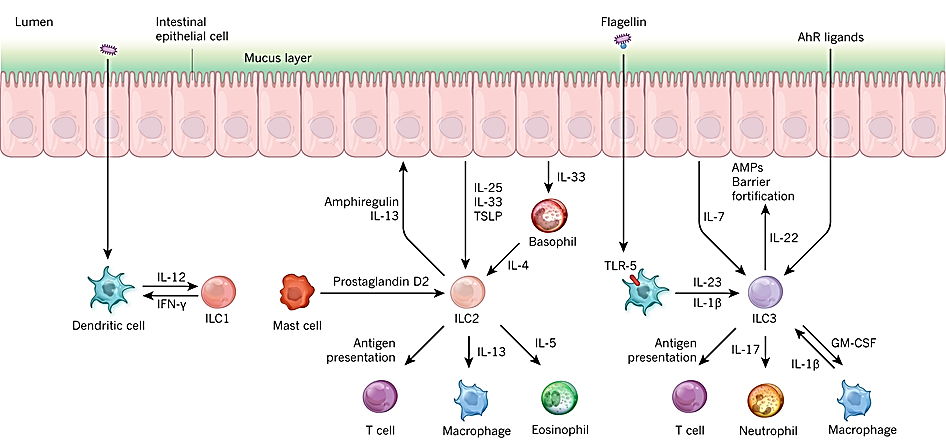 Lumen
Intestinal
epithelial cell
Mucus layer
Flagellin
AhR ligands
Amphiregulin
IL-13
IL-25
IL-33
TSLP
IL-33
Basophil
IL-4
IL-7
AMPs
Barrier
fortification
IL-22
TLR-5
IL-12
IFN-γ
Dendritic cell
ILC1
Mast cell
Prostaglandin D2
ILC2
IL-23
IL-1β
ILC3
Antigen
presentation
IL-13
IL-5
Antigen
presentation
IL-17
IL-1β
GM-CSF
T cell
Macrophage
Eosinophil
T cell
Neutrophil
Macrophage